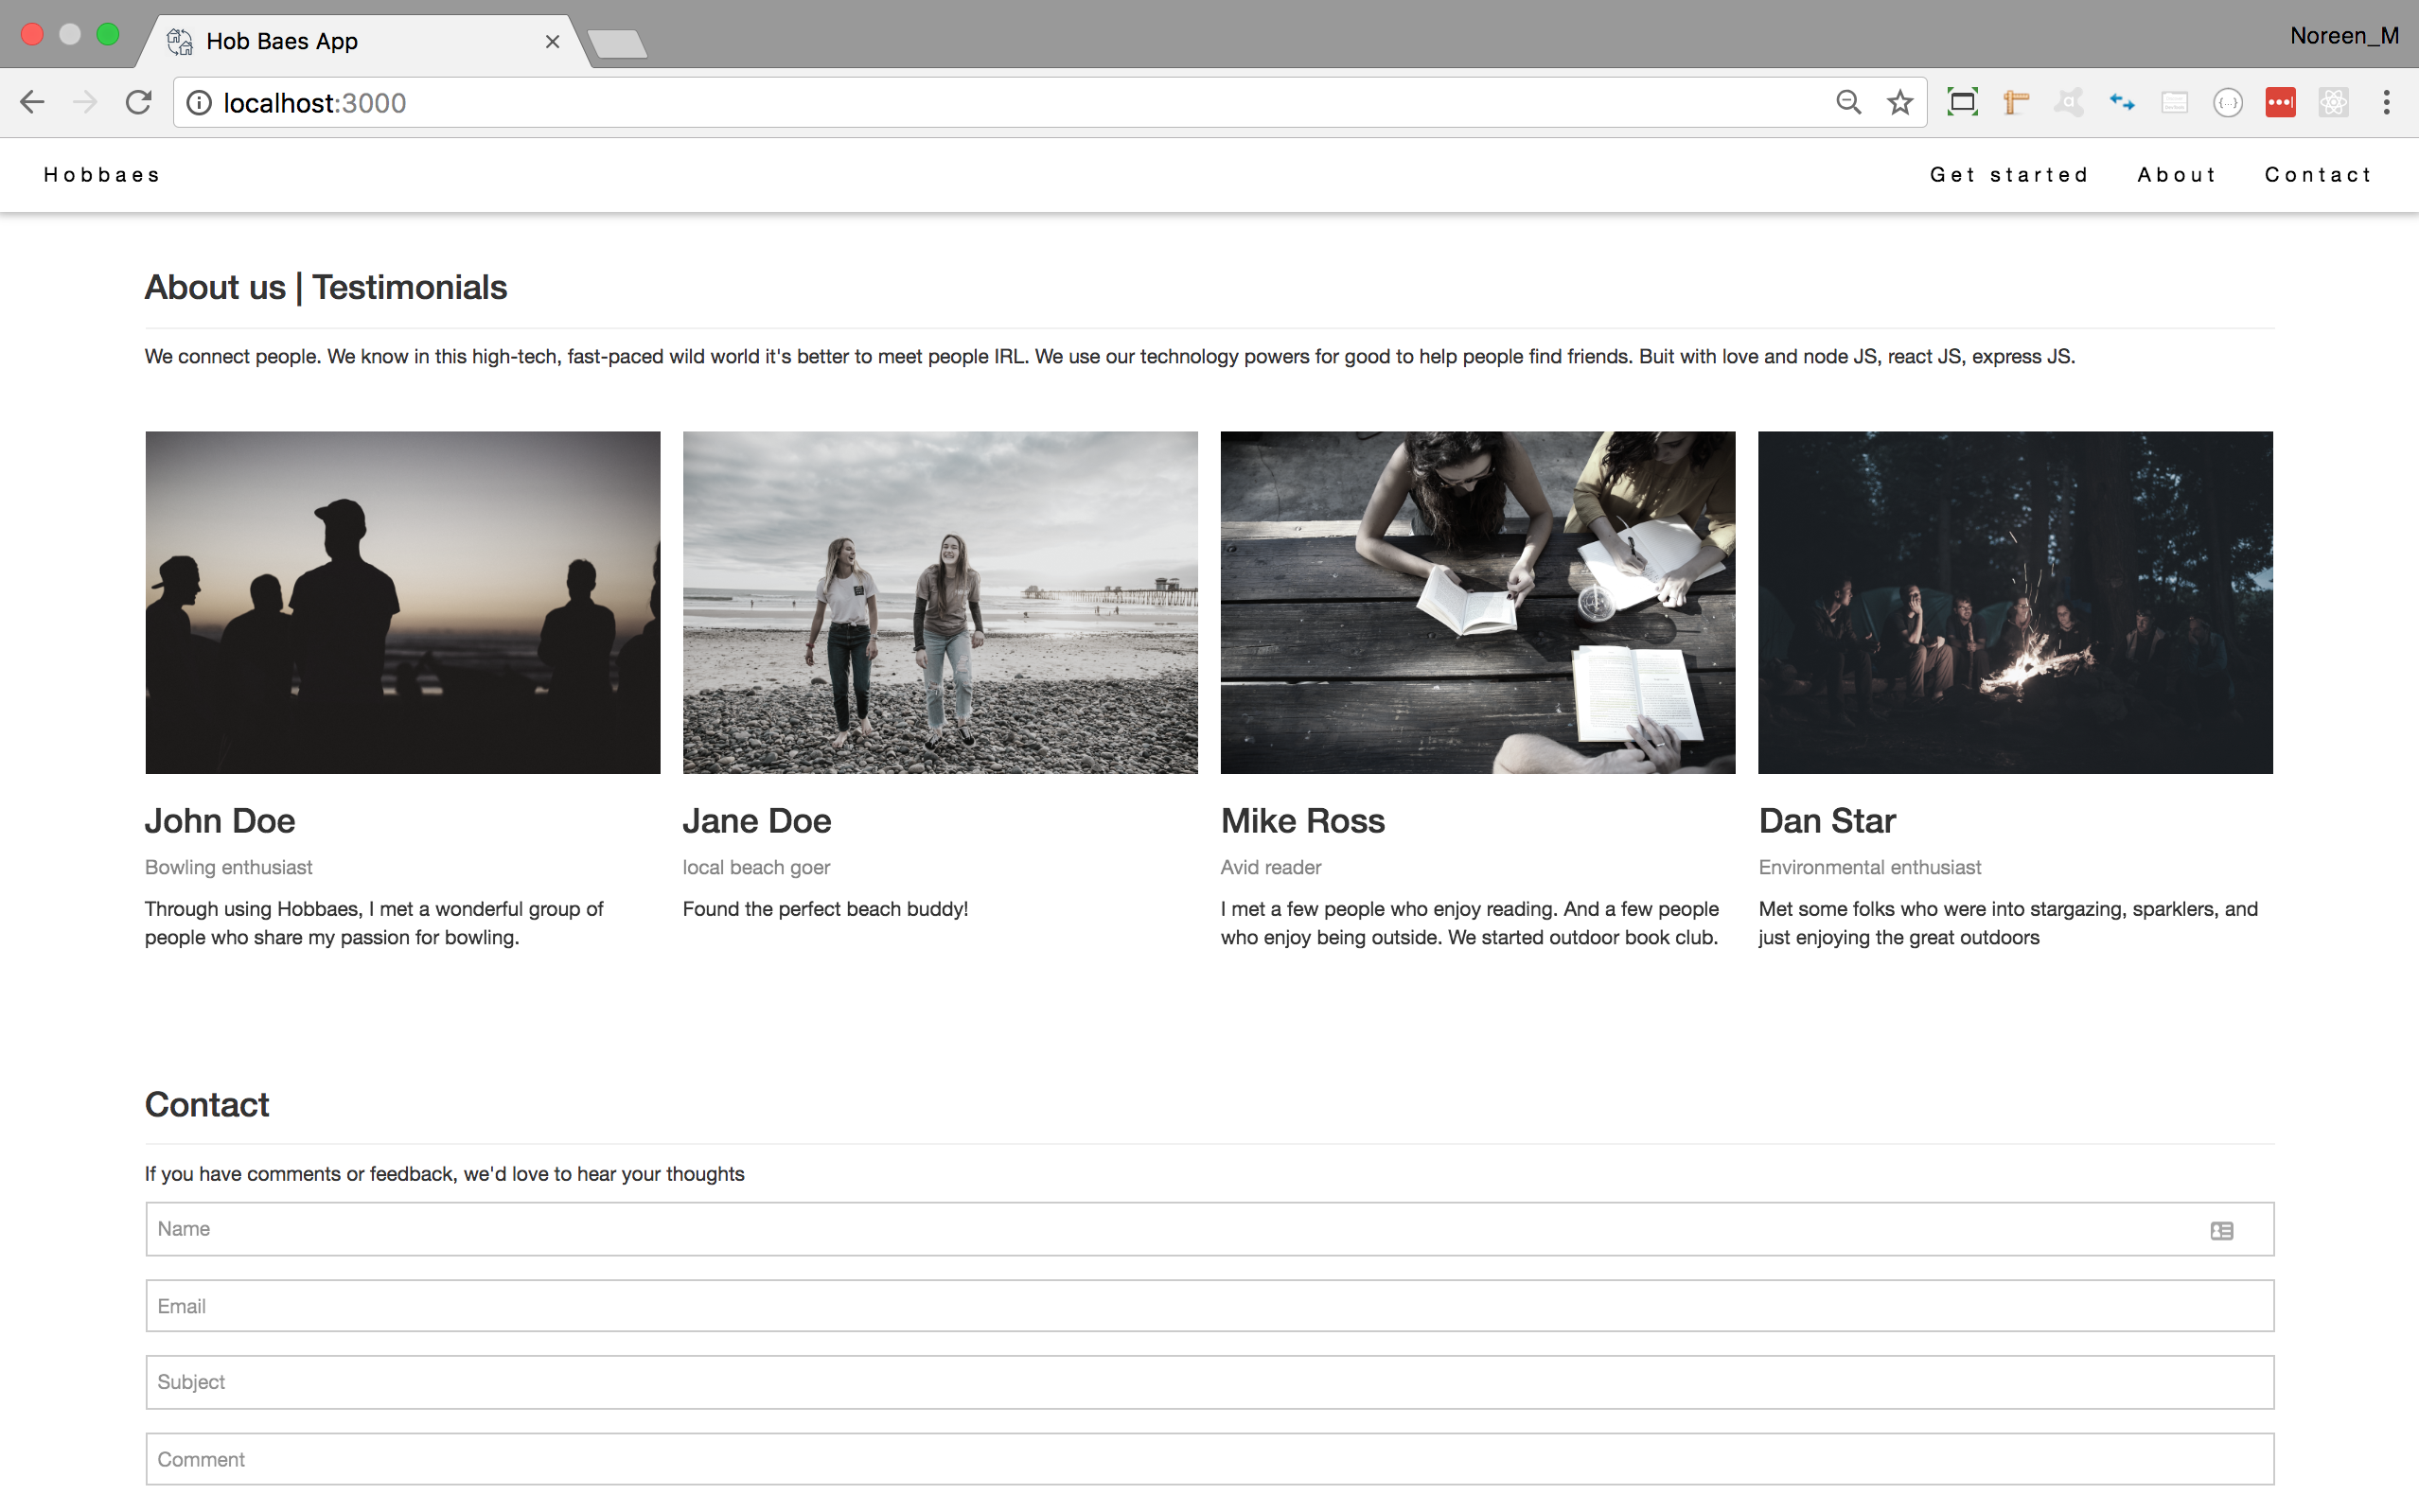 Hob Baes App
Noreen_M
localhost:3000
Hobbaes
Get started
About
Contact
About us | Testimonials
We connect people. We know in this high-tech, fast-paced wild world it's better to meet people IRL. We use our technology powers for good to help people find friends. Buit with love and node JS, react JS, express JS.
John Doe
Bowling enthusiast
Through using Hobbaes, I met a wonderful group of
people who share my passion for bowling.
Jane Doe
local beach goer
Found the perfect beach buddy!
Mike Ross
Avid reader
I met a few people who enjoy reading. And a few people
who enjoy being outside. We started outdoor book club.
Dan Star
Environmental enthusiast
Met some folks who were into stargazing, sparklers, and
just enjoying the great outdoors
Contact
If you have comments or feedback, we'd love to hear your thoughts
Name
Email
Subject
Comment